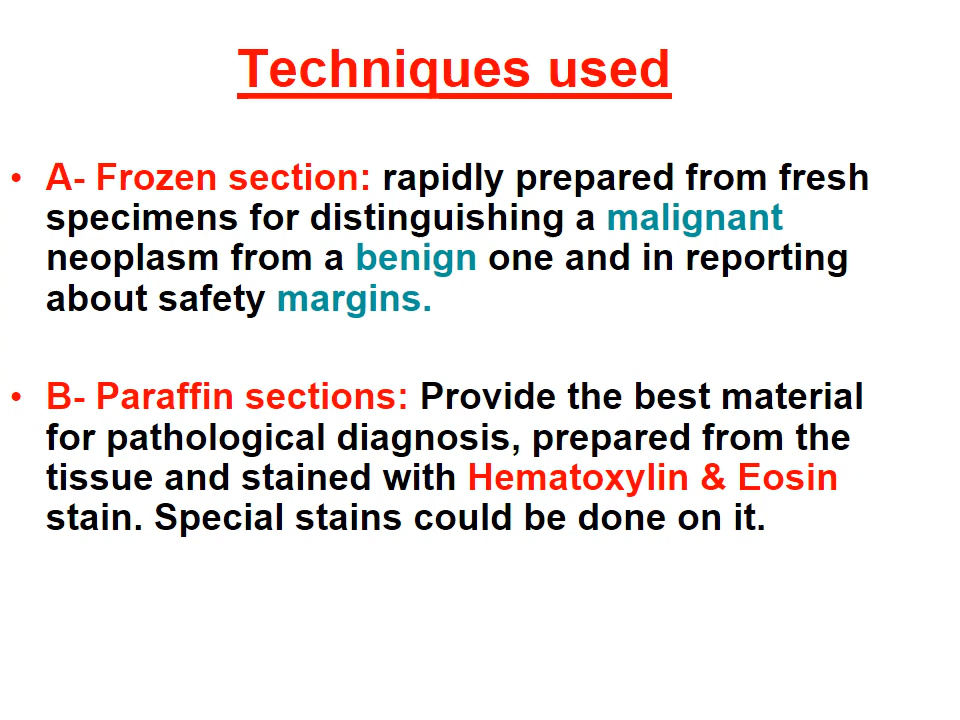 Techniques used
• A- Frozen section: rapidly prepared from fresh
specimens for distinguishing a malignant
neoplasm from a benign one and in reporting
about safety margins.
• B- Paraffin sections: Provide the best material
for pathological diagnosis, prepared from the
tissue and stained with Hematoxylin & Eosin
stain. Special stains could be done on it.